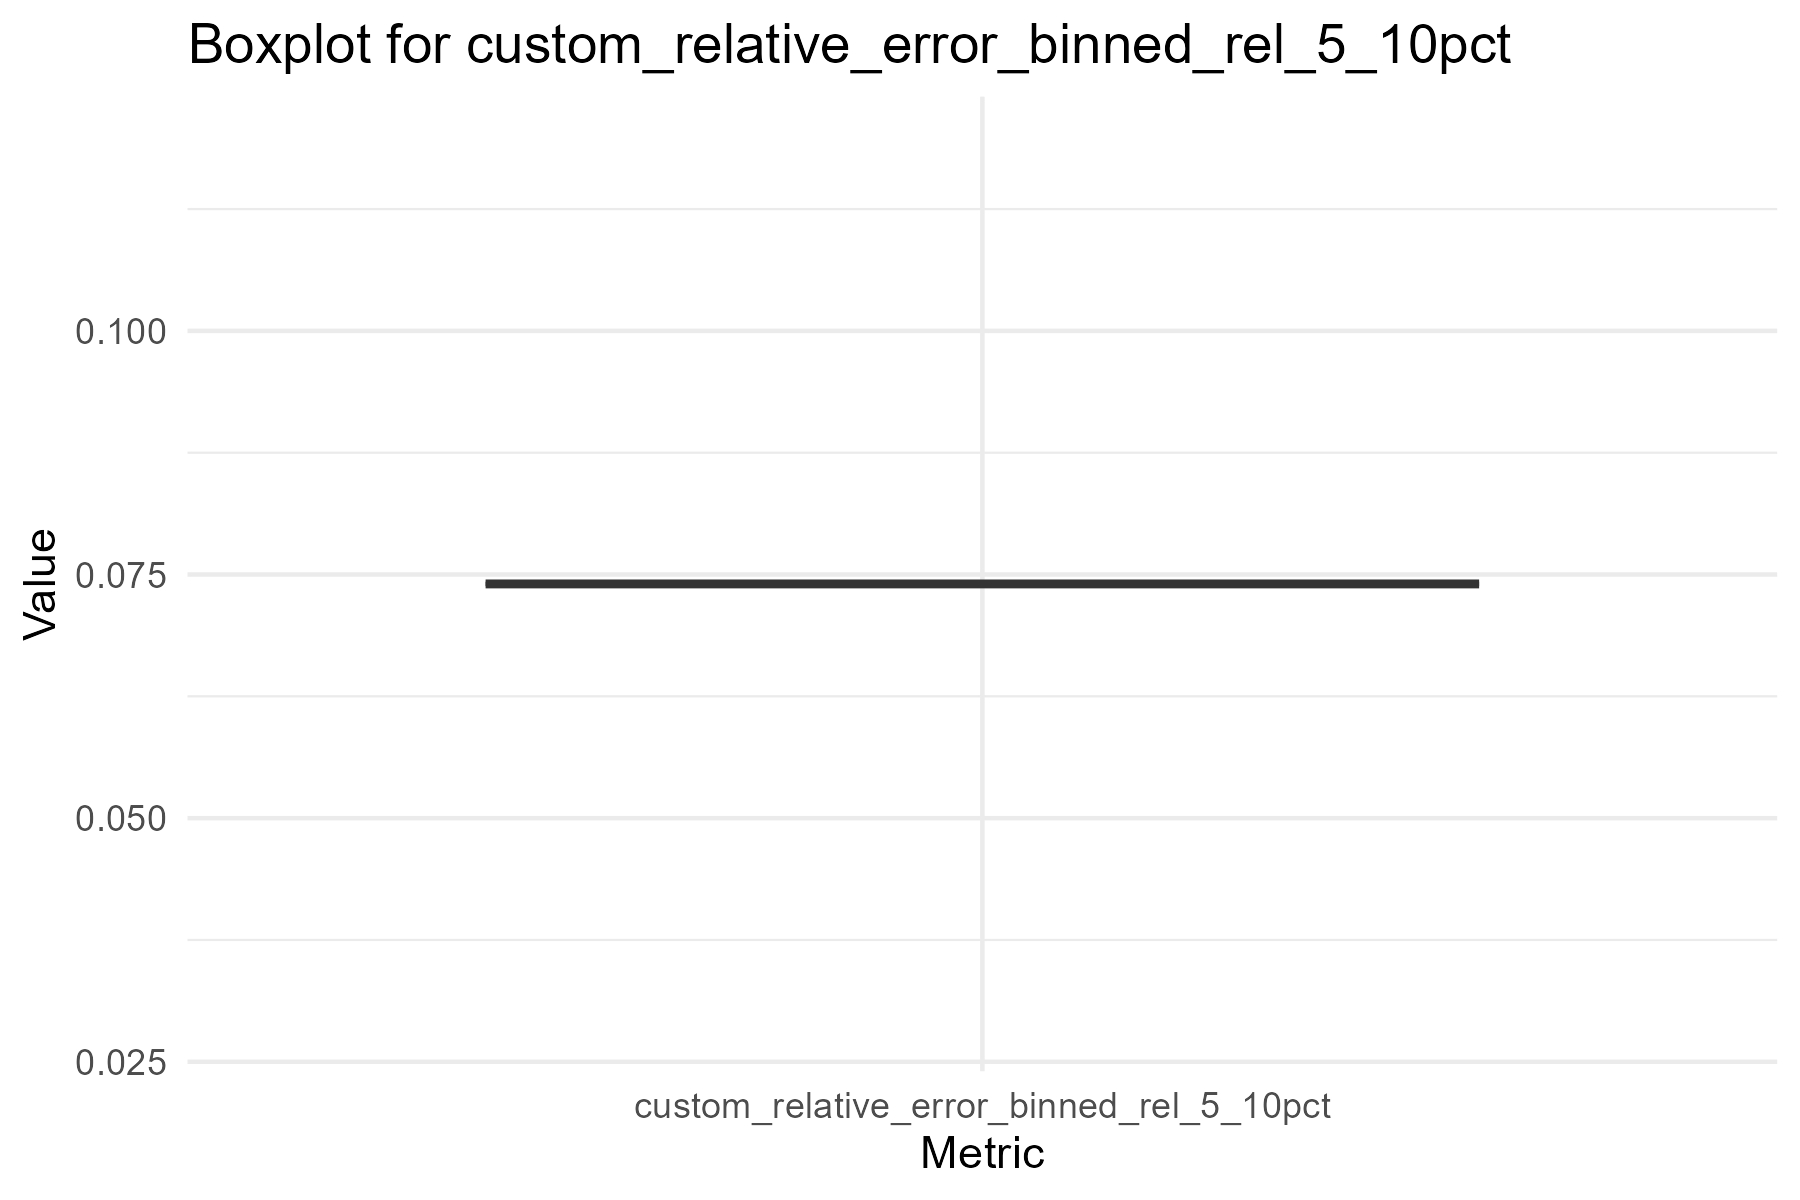 Boxplot for custom_relative_error_binned_rel_5_10pct
Value
0.100
0.075
0.050
0.025
custom_relative_error_binned_rel_5_10pct
Metric